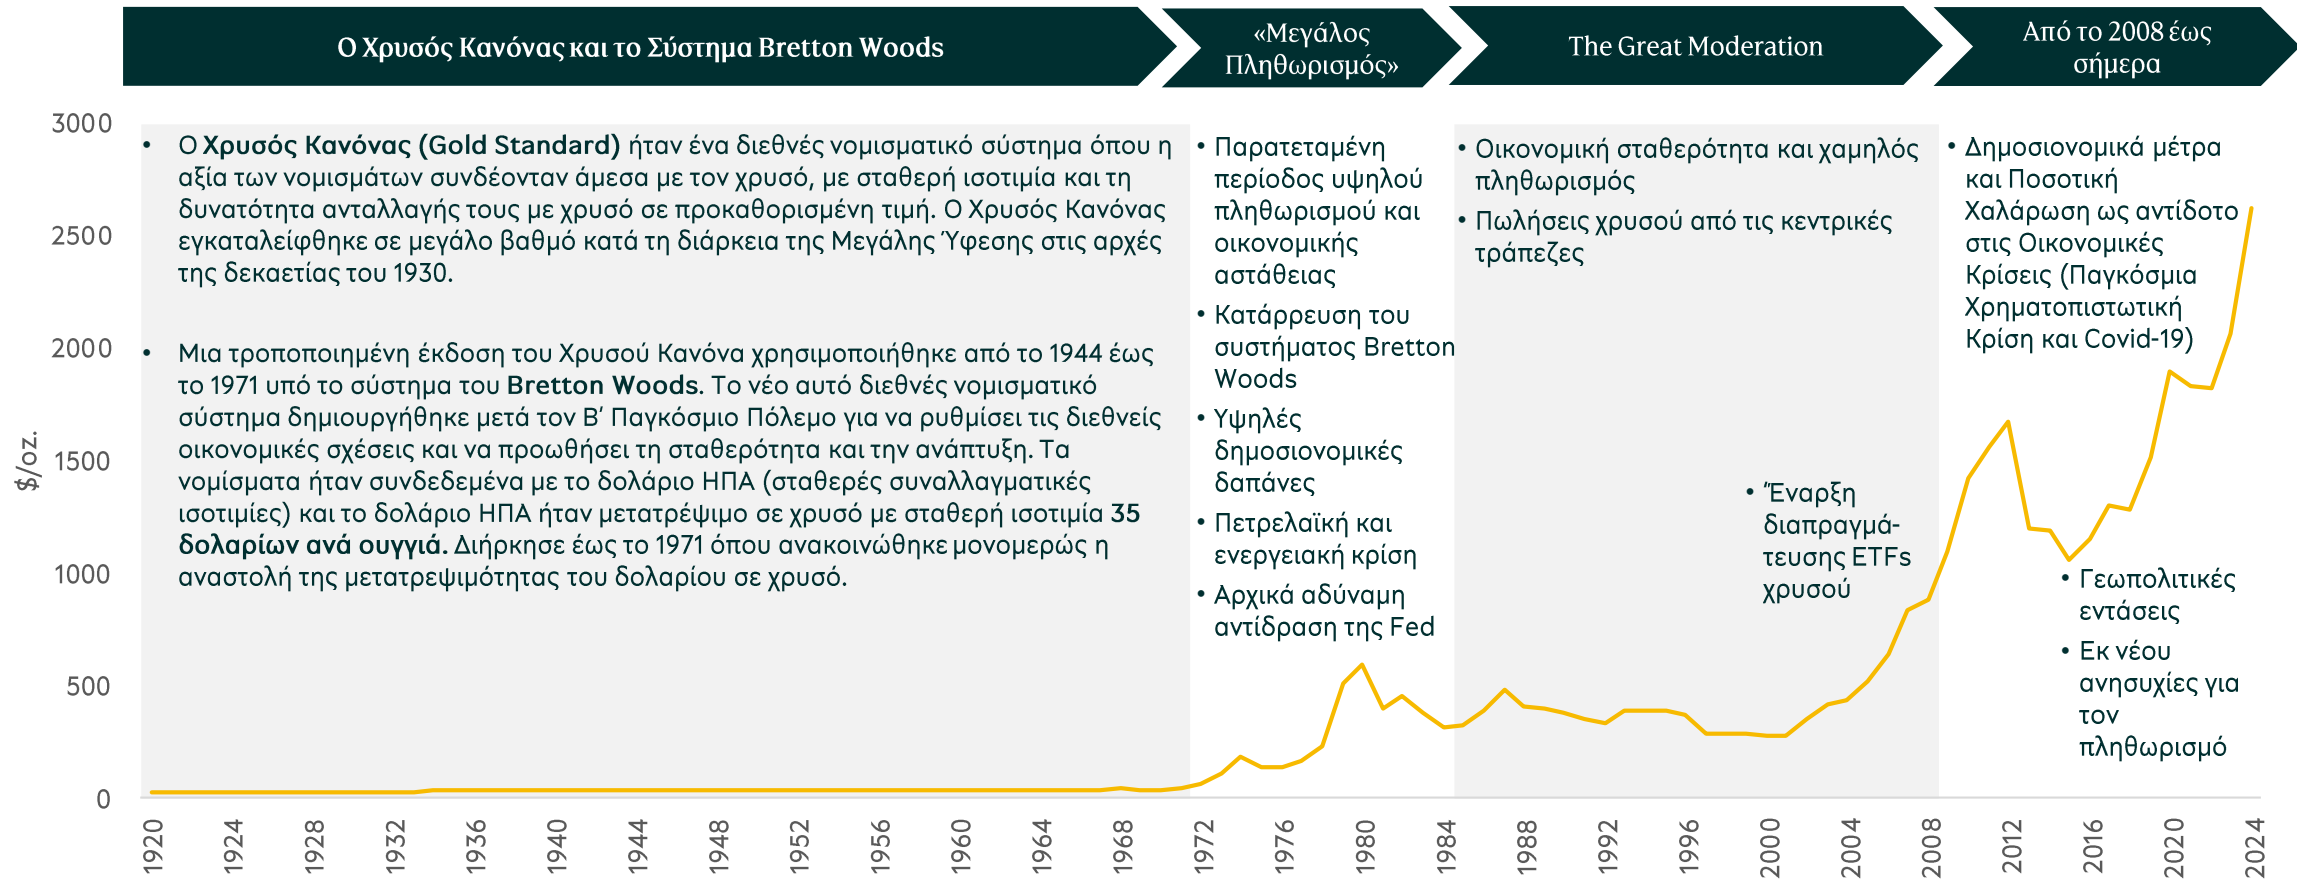 Ο Χρυσός Κανόνας και το Σύστημα Bretton Woods
«Μεγάλος
Πληθωρισμός»
The Great Moderation
Από το 2008 έως
σήμερα
$/oz.
3000
2500
2000
1500
1000
500
0
• Ο Χρυσός Κανόνας (Gold Standard) ήταν ένα διεθνές νομισματικό σύστημα όπου η
αξία των νομισμάτων συνδέονταν άμεσα με τον χρυσό, με σταθερή ισοτιμία και τη
δυνατότητα ανταλλαγής τους με χρυσό σε προκαθορισμένη τιμή. Ο Χρυσός Κανόνας
εγκαταλείφθηκε σε μεγάλο βαθμό κατά τη διάρκεια της Μεγάλης Ύφεσης στις αρχές
της δεκαετίας του 1930.
• Μια τροποποιημένη έκδοση του Χρυσού Κανόνα χρησιμοποιήθηκε από το 1944 έως
το 1971 υπό το σύστημα του Bretton Woods. Το νέο αυτό διεθνές νομισματικό
σύστημα δημιουργήθηκε μετά τον Β’ Παγκόσμιο Πόλεμο για να ρυθμίσει τις διεθνείς
οικονομικές σχέσεις και να προωθήσει τη σταθερότητα και την ανάπτυξη. Τα
νομίσματα ήταν συνδεδεμένα με το δολάριο ΗΠΑ (σταθερές συναλλαγματικές
ισοτιμίες) και το δολάριο ΗΠΑ ήταν μετατρέψιμο σε χρυσό με σταθερή ισοτιμία 35
δολαρίων ανά ουγγιά. Διήρκησε έως το 1971 όπου ανακοινώθηκε μονομερώς η
αναστολή της μετατρεψιμότητας του δολαρίου σε χρυσό.
• Παρατεταμένη
περίοδος υψηλού
πληθωρισμού και
οικονομικής
αστάθειας
• Κατάρρευση του
συστήματος Bretton
Woods
• Υψηλές
δημοσιονομικές
δαπάνες
• Πετρελαϊκή και
ενεργειακή κρίση
• Αρχικά αδύναμη
αντίδραση της Fed
• Οικονομική σταθερότητα και χαμηλός
πληθωρισμός
• Πωλήσεις χρυσού από τις κεντρικές
τράπεζες
• Έναρξη
διαπραγμά-
τευσης ETFs
χρυσού
• Δημοσιονομικά μέτρα
και Ποσοτική
Χαλάρωση ως αντίδοτο
στις Οικονομικές
Κρίσεις (Παγκόσμια
Χρηματοπιστωτική
Κρίση και Covid-19)
• Γεωπολιτικές
εντάσεις
• Εκ νέου
ανησυχίες για
τον
πληθωρισμό
1920
1924
1928
1932
1936
1940
1944
1948
1952
1956
1960
1964
1968
1972
1976
1980
1984
1988
1992
1996
2000
2004
2008
2012
2016
2020
2024